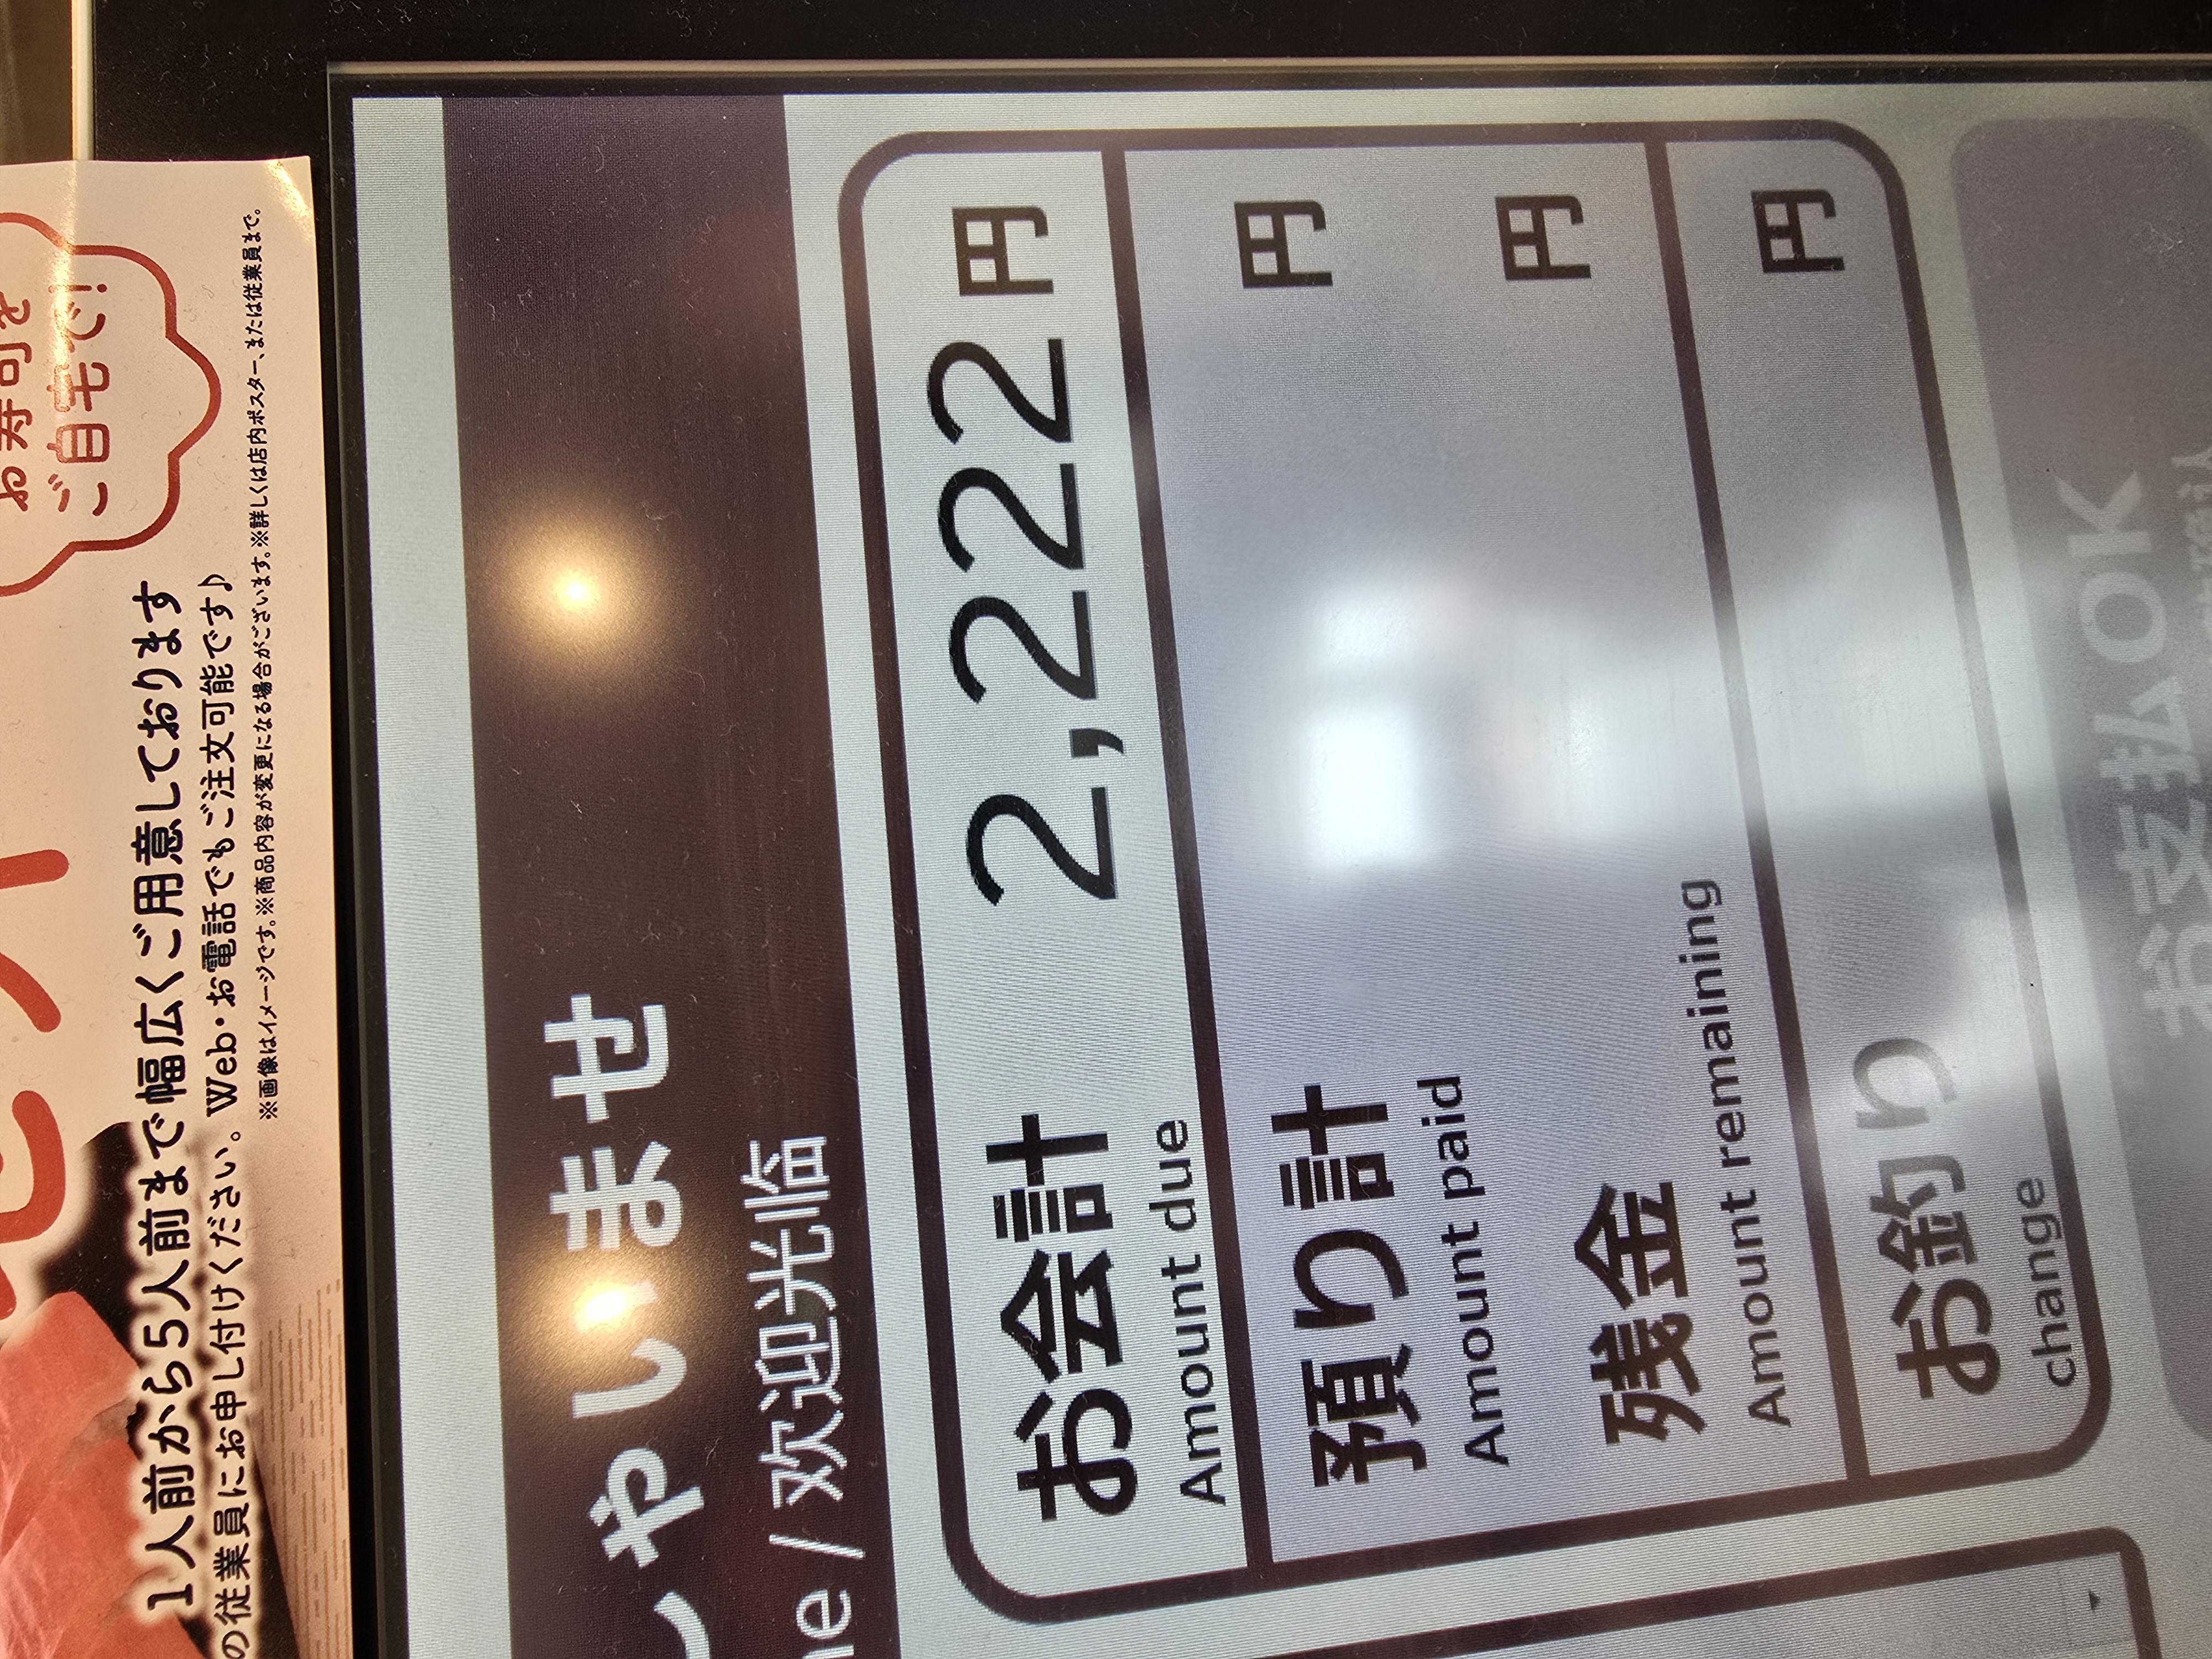 お寿司を
ご自宅で!
1人前から5人前まで幅広くご用意しております
の従業員にお申し付けください。Web・お電話でもご注文可能です♪
※画像はイメージです。※商品内容が変更になる場合がございます。※詳しくは店内ポスター、または従業員まで。
しゃいませ
me / 欢迎光临
お会計 2,222 円
Amount due
預り計 円
Amount paid
残金 円
Amount remaining
お釣り 円
change
お支払OK